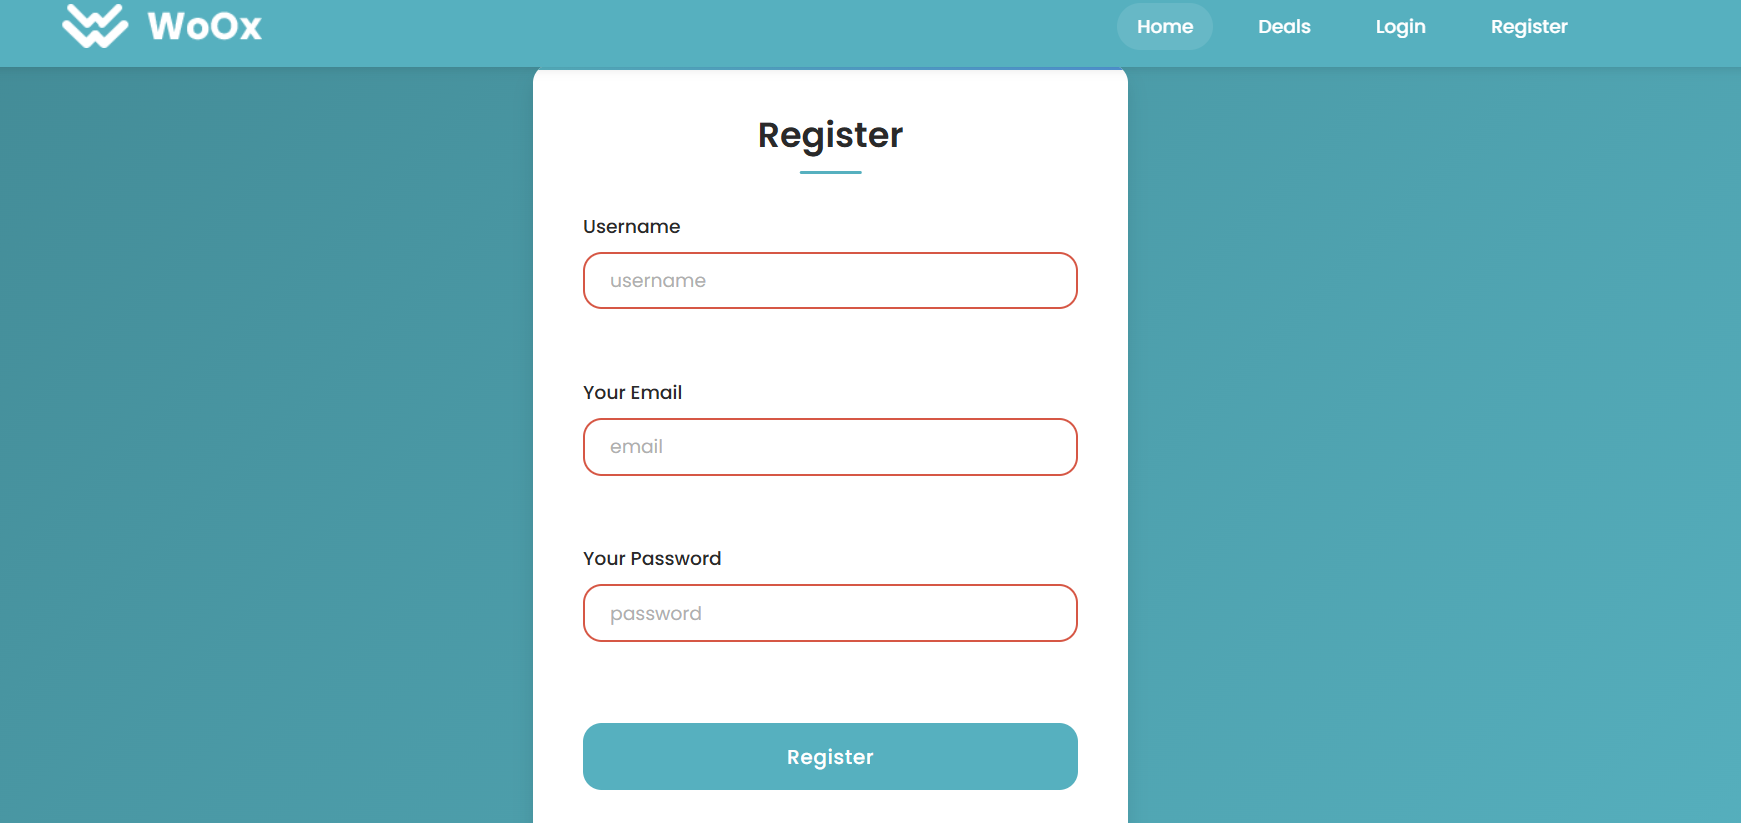 WoOx
Home Deals Login Register
Register
Username
username
Your Email
email
Your Password
password
Register